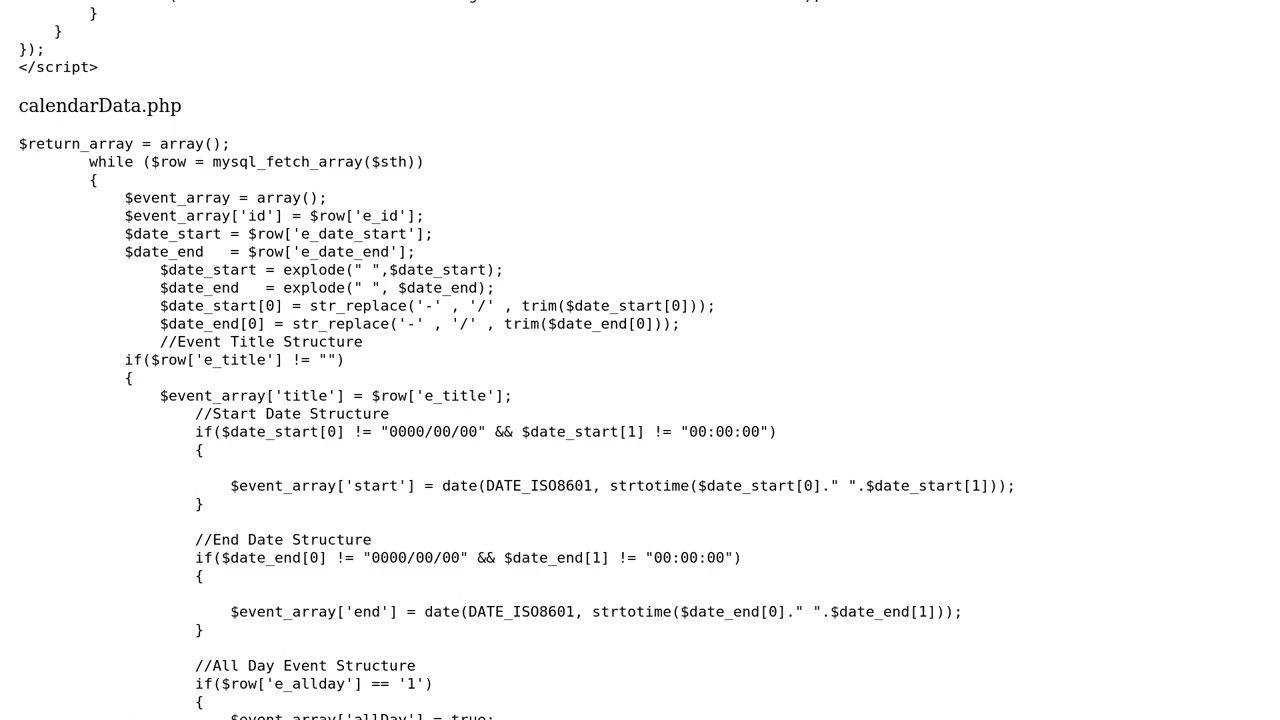 }
    }
});
</script>
calendarData.php
$return_array = array();
        while ($row = mysql_fetch_array($sth))
        {
            $event_array = array();
            $event_array['id'] = $row['e_id'];
            $date_start = $row['e_date_start'];
            $date_end   = $row['e_date_end'];
                $date_start = explode(" ",$date_start);
                $date_end   = explode(" ", $date_end);
                $date_start[0] = str_replace('-' , '/' , trim($date_start[0]));
                $date_end[0] = str_replace('-' , '/' , trim($date_end[0]));
                //Event Title Structure
            if($row['e_title'] != "")
            {
                $event_array['title'] = $row['e_title'];
                    //Start Date Structure
                    if($date_start[0] != "0000/00/00" && $date_start[1] != "00:00:00")
                    {
                        $event_array['start'] = date(DATE_ISO8601, strtotime($date_start[0]." ".$date_start[1]));
                    }
                    //End Date Structure
                    if($date_end[0] != "0000/00/00" && $date_end[1] != "00:00:00")
                    {
                        $event_array['end'] = date(DATE_ISO8601, strtotime($date_end[0]." ".$date_end[1]));
                    }
                    //All Day Event Structure
                    if($row['e_allday'] == '1')
                    {
                        $event_array['allDay'] = true;